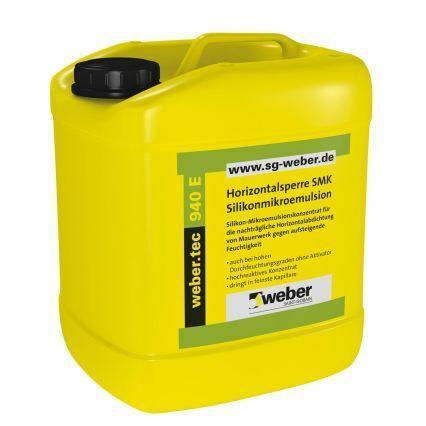 www.sg-weber.de
Horizontalsperre SMK
Silikonmikroemulsion
Silikon-Mikroemulsionskonzentrat für
die nachträgliche Horizontalabdichtung
von Mauerwerk gegen aufsteigende
Feuchtigkeit
• auch bei hohen
Durchfeuchtungsgraden ohne Aktivator
• hochreaktives Konzentrat
• dringt in feinste Kapillare
weber
SAINT-GOBAIN
weber.tec 940 E